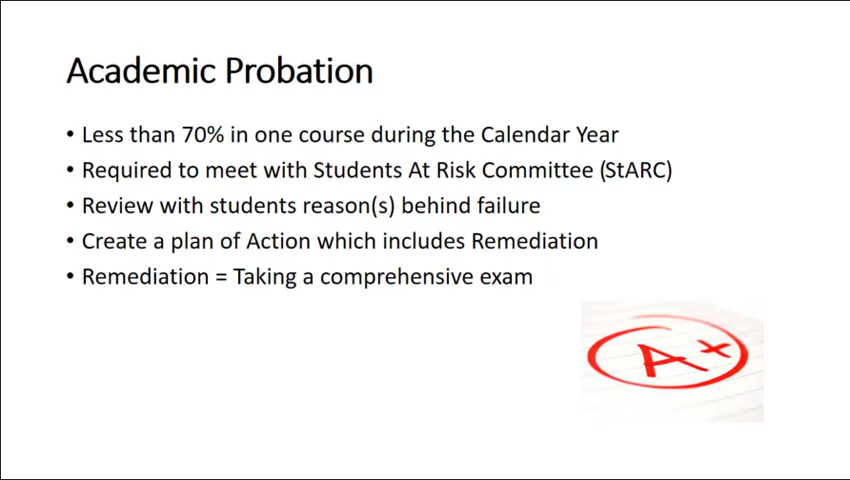 Academic Probation
• Less than 70% in one course during the Calendar Year
• Required to meet with Students At Risk Committee (StARC)
• Review with students reason(s) behind failure
• Create a plan of Action which includes Remediation
• Remediation = Taking a comprehensive exam
A+